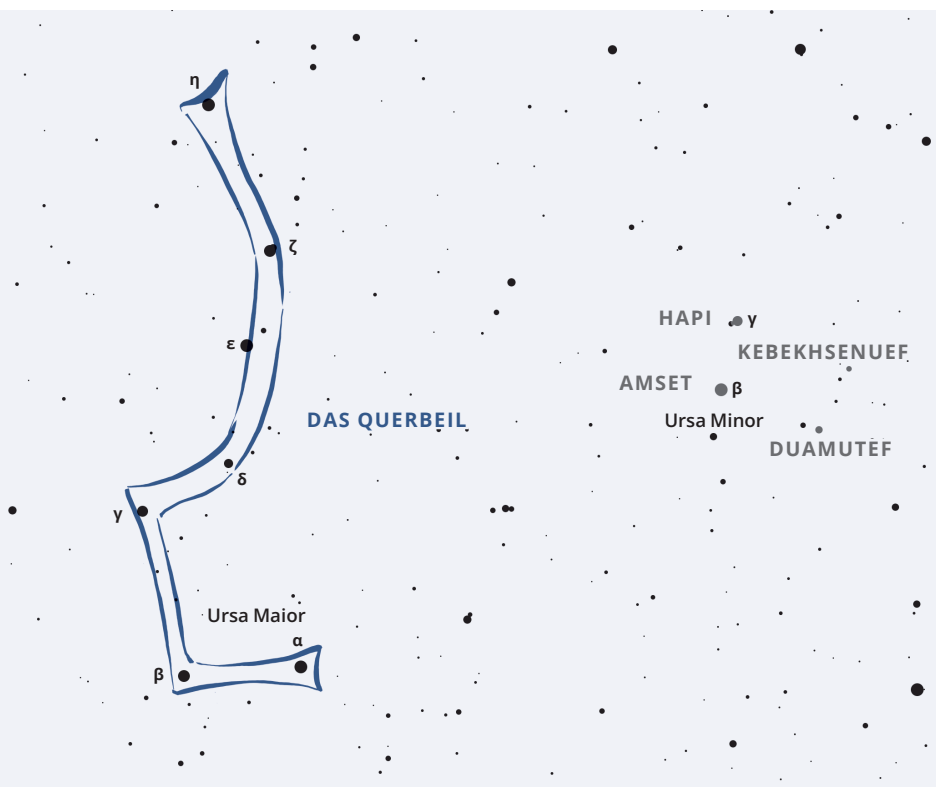 η
ζ
HAPI γ
ε
KEBEKHSENUEF
AMSET β
DAS QUERBEIL
Ursa Minor
DUAMUTEF
δ
γ
Ursa Maior
α
β